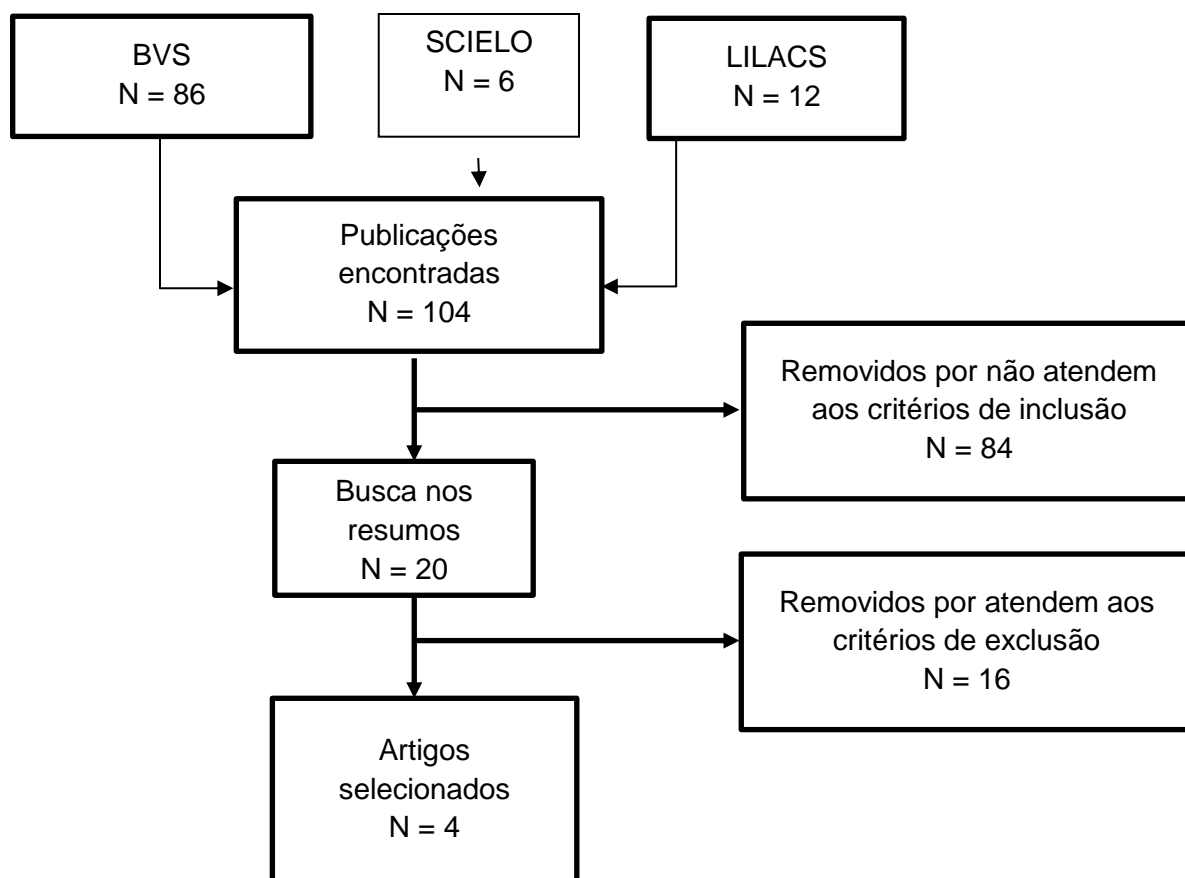 BVS
N = 86
SCIELO
N = 6
LILACS
N = 12
Publicações
encontradas
N = 104
Removidos por não atendem
aos critérios de inclusão
N = 84
Busca nos
resumos
N = 20
Removidos por atendem aos
critérios de exclusão
N = 16
Artigos
selecionados
N = 4